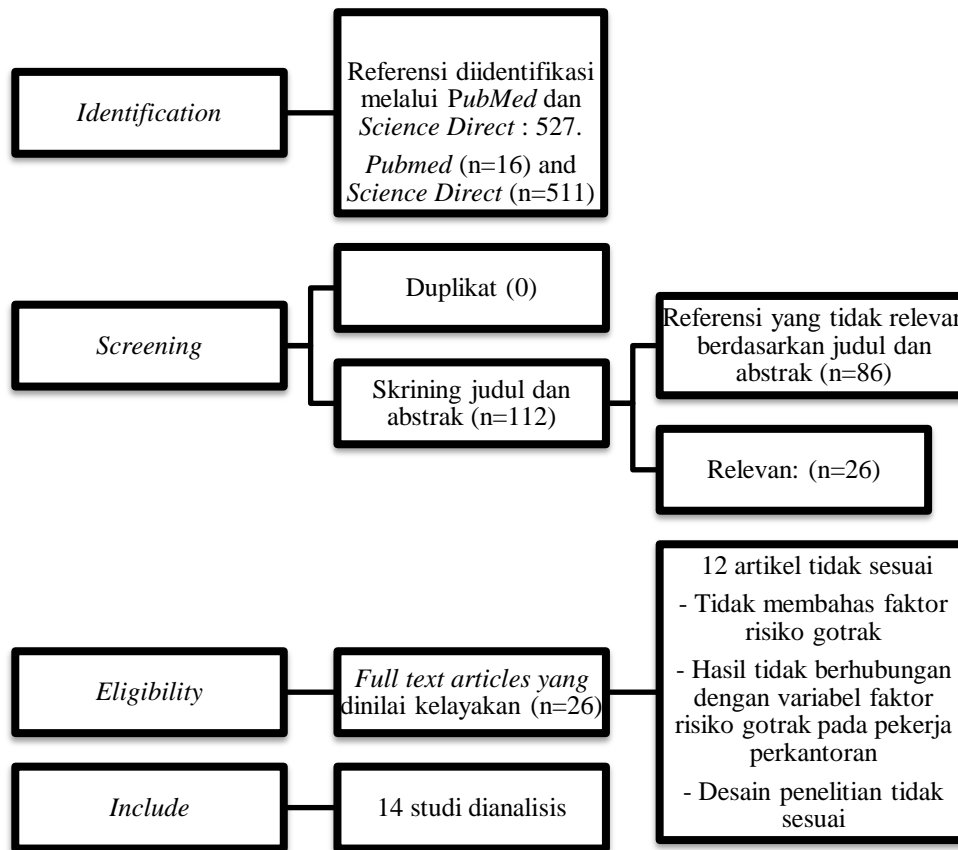 Identification
Referensi diidentifikasi
melalui PubMed dan
Science Direct : 527.
Pubmed (n=16) and
Science Direct (n=511)
Screening
Duplikat (0)
Skrining judul dan
abstrak (n=112)
Referensi yang tidak relevan
berdasarkan judul dan
abstrak (n=86)
Relevan: (n=26)
Eligibility
Full text articles yang
dinilai kelayakan (n=26)
12 artikel tidak sesuai
- Tidak membahas faktor
risiko gotrak
- Hasil tidak berhubungan
dengan variabel faktor
risiko gotrak pada pekerja
perkantoran
- Desain penelitian tidak
sesuai
Include
14 studi dianalisis